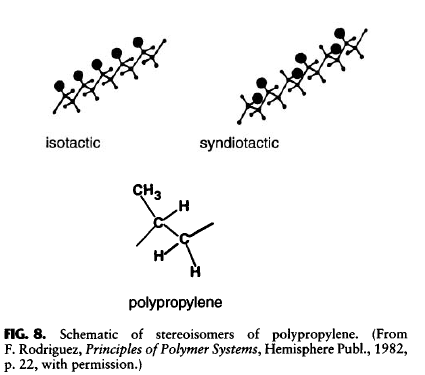 isotactic
syndiotactic
CH3
H
C
C
H
H
polypropylene
FIG. 8. Schematic of stereoisomers of polypropylene. (From
F. Rodriguez, Principles of Polymer Systems, Hemisphere Publ., 1982,
p. 22, with permission.)